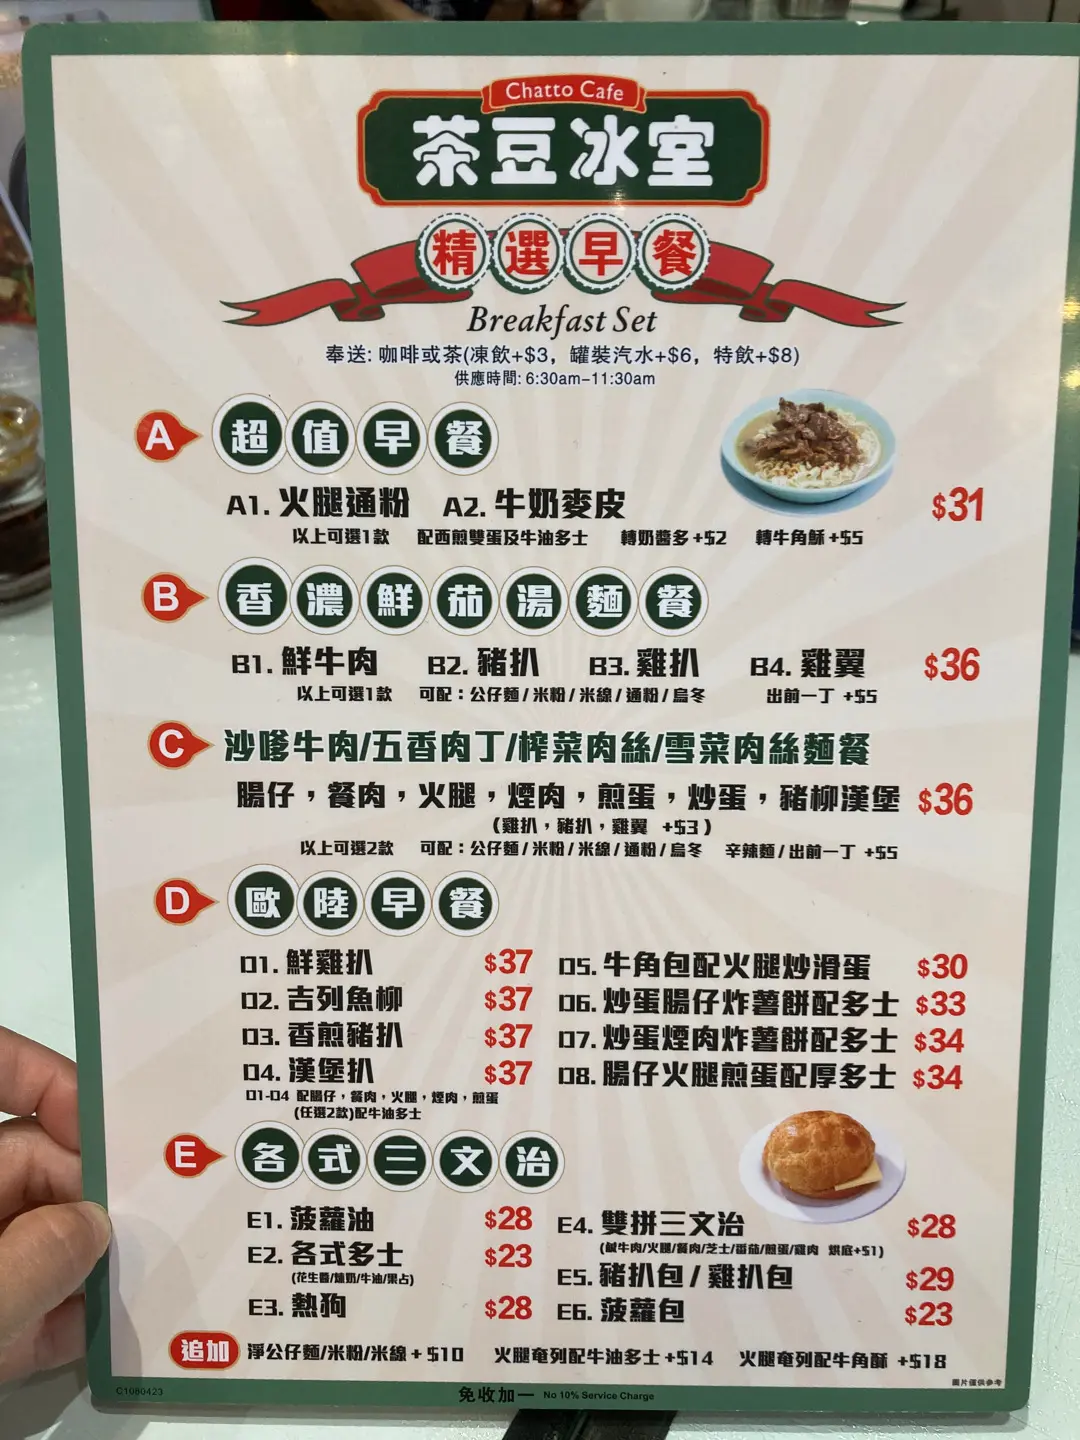 Chatto Cafe
茶豆冰室
精選早餐
Breakfast Set
奉送: 咖啡或茶(凍飲+$3，罐裝汽水+$6，特飲+$8)
供應時間: 6:30am-11:30am
A 超值早餐
A1. 火腿通粉 A2. 牛奶麥皮 $31
以上可選1款 配西煎雙蛋及牛油多士 轉奶醬多+$2 轉牛角酥+$5
B 香濃鮮茄湯麵餐
B1. 鮮牛肉 B2. 豬扒 B3. 雞扒 B4. 雞翼 $36
以上可選1款 可配：公仔麵/米粉/米線/通粉/烏冬 出前一丁 +$5
C 沙嗲牛肉/五香肉丁/榨菜肉絲/雪菜肉絲麵餐
腸仔，餐肉，火腿，煙肉，煎蛋，炒蛋，豬柳漢堡 $36
(雞扒，豬扒，雞翼 +$3)
以上可選2款 可配：公仔麵/米粉/米線/通粉/烏冬 辛辣麵/出前一丁 +$5
D 歐陸早餐
D1. 鮮雞扒 $37
D2. 吉列魚柳 $37
D3. 香煎豬扒 $37
D4. 漢堡扒 $37
D1-D4 配腸仔，餐肉，火腿，煙肉，煎蛋
(任選2款)配牛油多士
D5. 牛角包配火腿炒滑蛋 $30
D6. 炒蛋腸仔炸薯餅配多士 $33
D7. 炒蛋煙肉炸薯餅配多士 $34
D8. 腸仔火腿煎蛋配厚多士 $34
E 各式三文治
E1. 菠蘿油 $28
E2. 各式多士 $23
(花生醬/煉奶/牛油/果占)
E3. 熱狗 $28
E4. 雙拼三文治 $28
(鹹牛肉/火腿/餐肉/芝士/番茄/煎蛋/雞肉 烘底+$1)
E5. 豬扒包/雞扒包 $29
E6. 菠蘿包 $23
追加 淨公仔麵/米粉/米線+$10 火腿奄列配牛油多士+$14 火腿奄列配牛角酥 +$18
圖片僅供參考
C1080423
免收加一 No 10% Service Charge